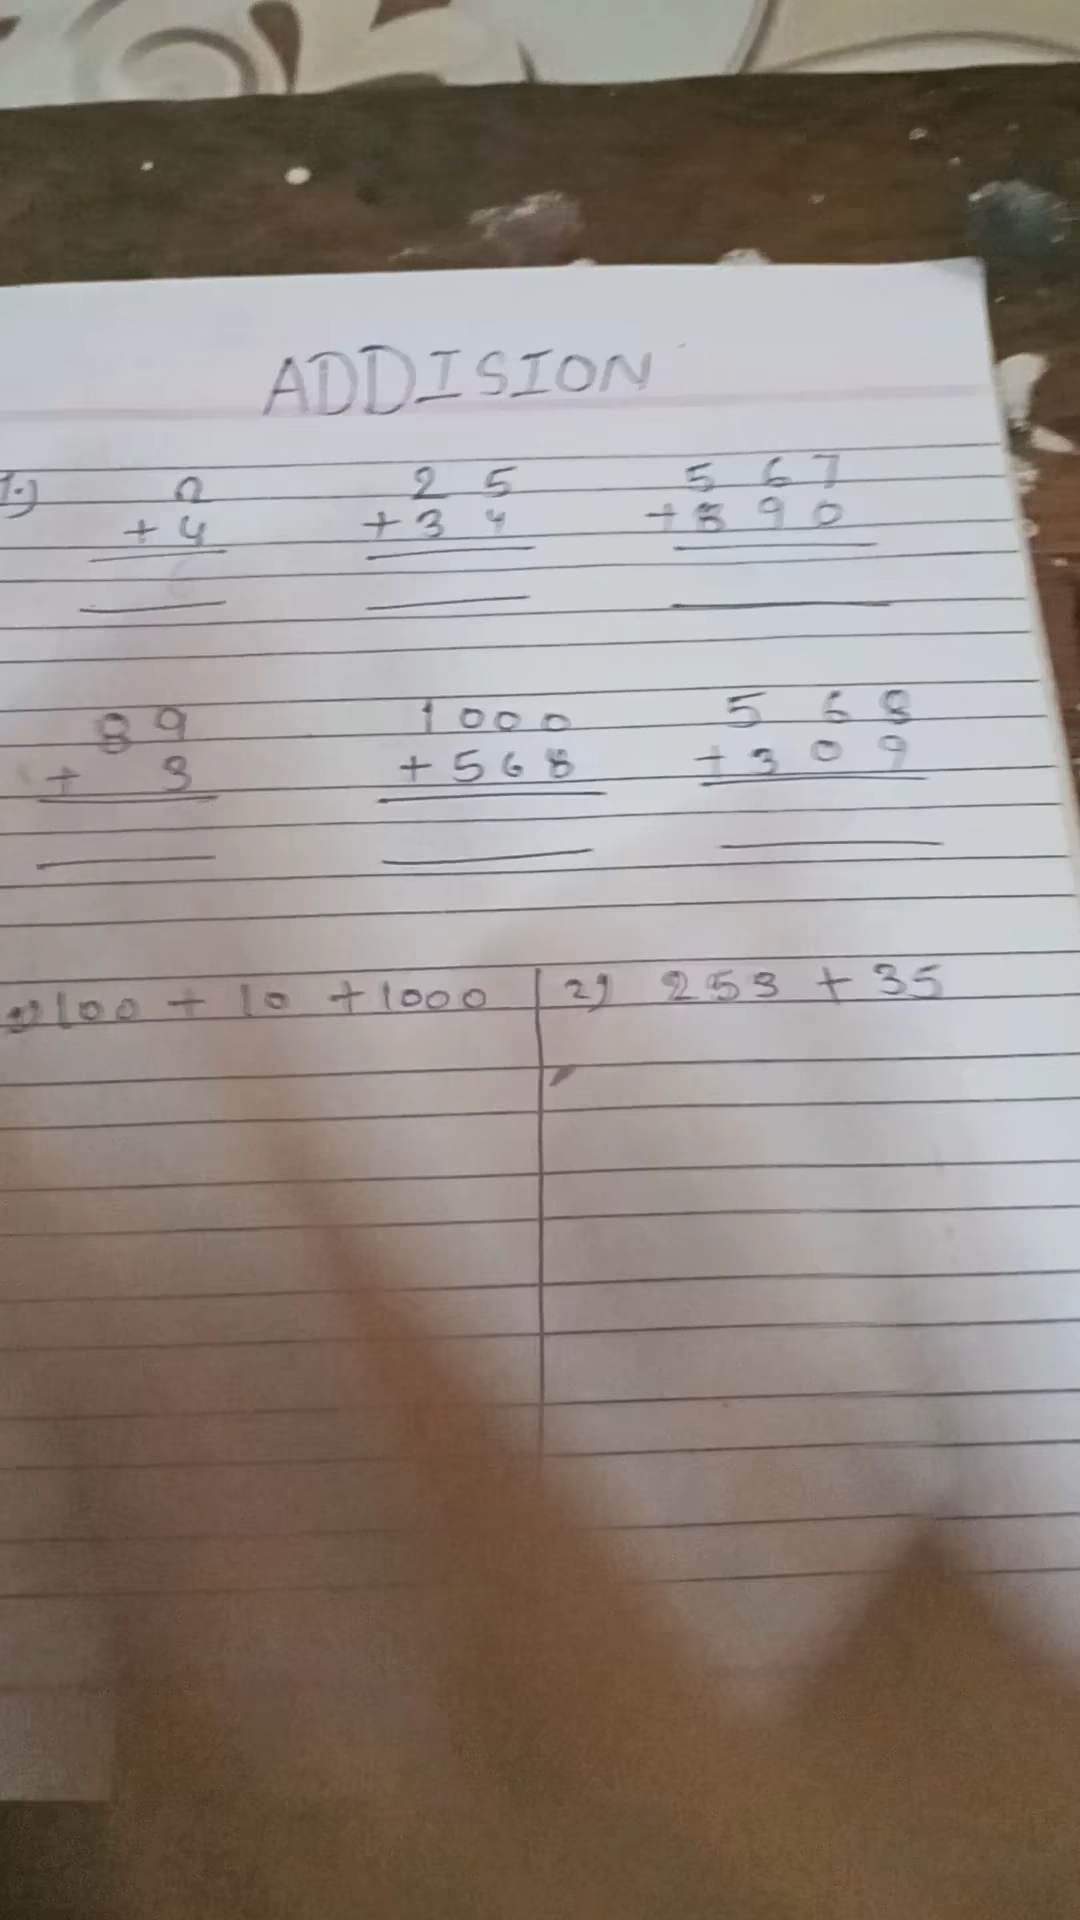 ADDISION
1.) 2 25 567
+4 +34 +890
89 1000 568
+ 3 +568 +309
100 + 10 + 1000 2) 253 + 35